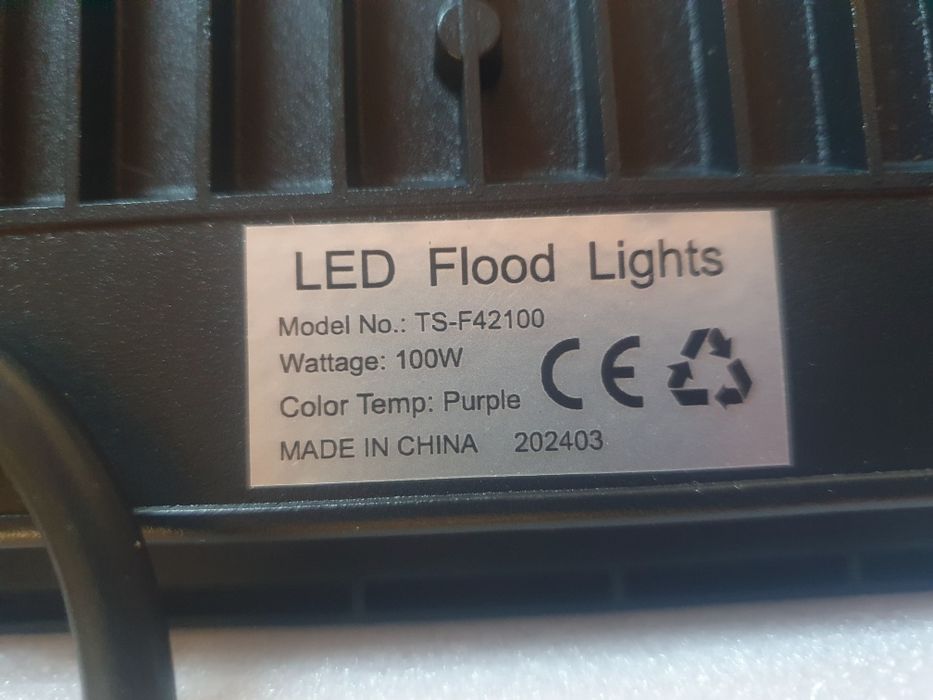 LED Flood Lights
Model No.: TS-F42100
Wattage: 100W
Color Temp: Purple
CE
MADE IN CHINA 202403